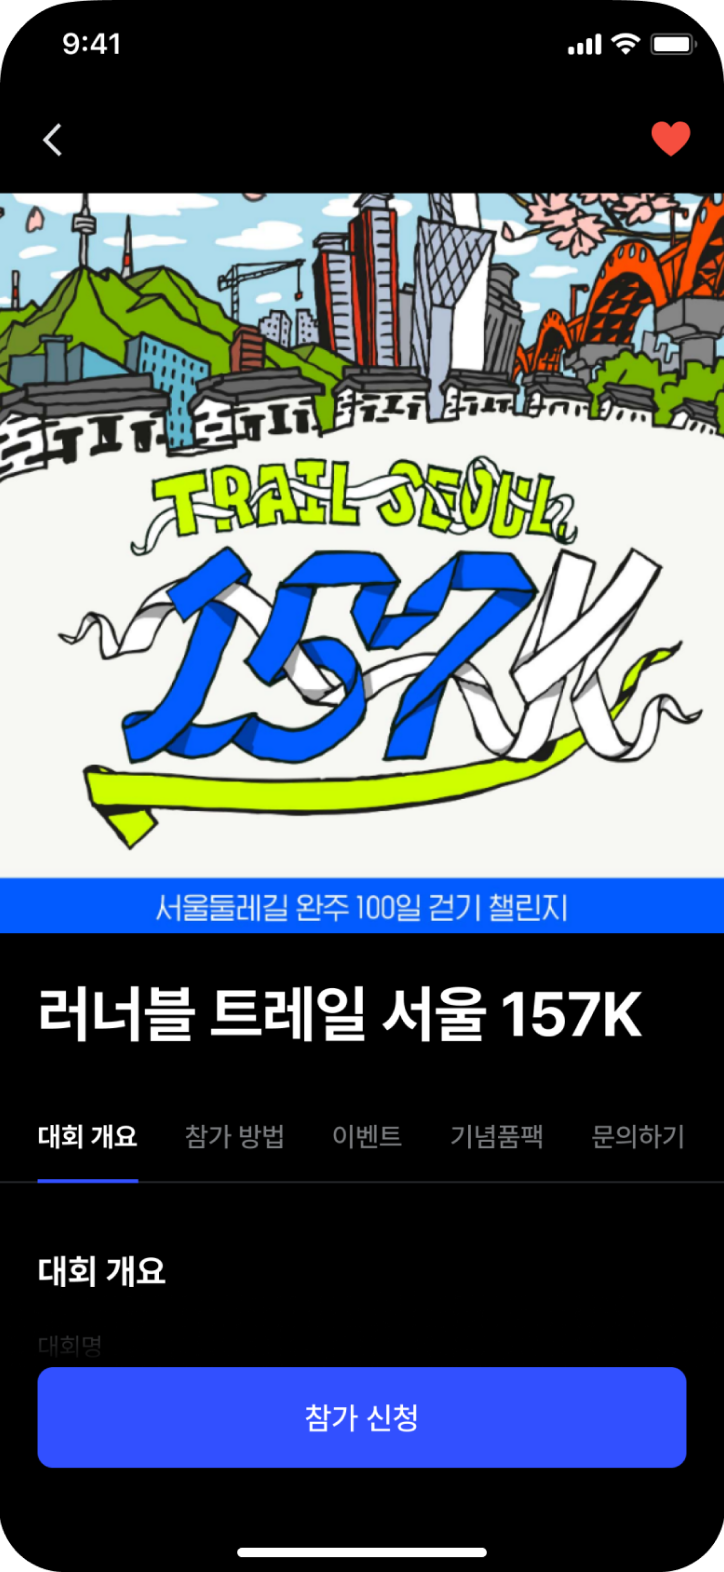 9:41
TRAIL SEOUL
157K
서울둘레길 완주 100일 걷기 챌린지
러너블 트레일 서울 157K
대회 개요 참가 방법 이벤트 기념품팩 문의하기
대회 개요
대회명
참가 신청